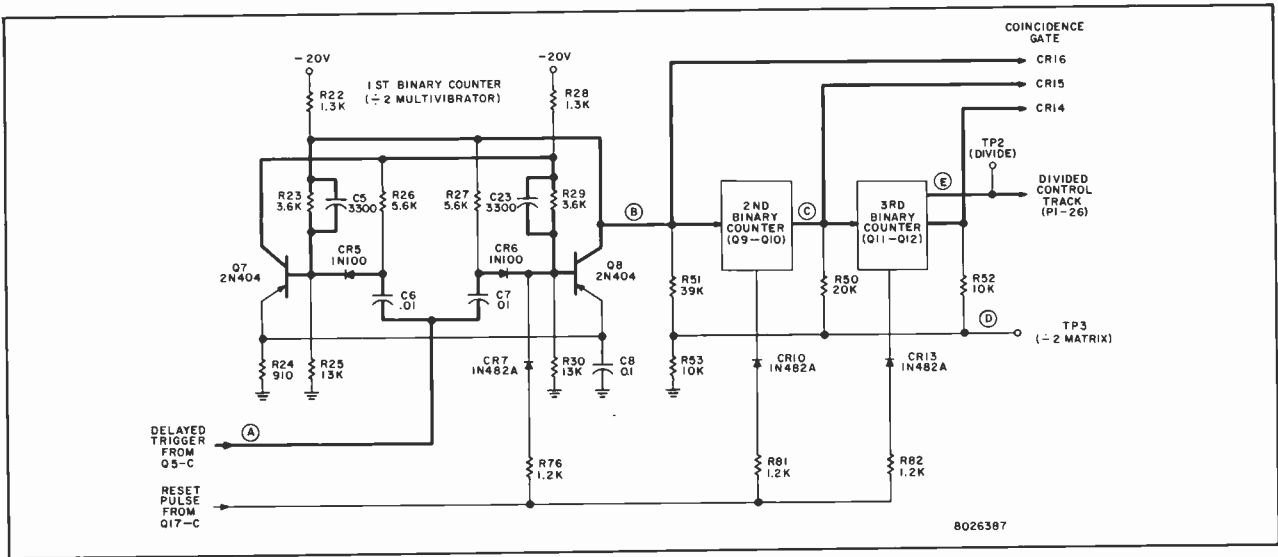 COINCIDENCE
GATE
CR16
CR15
CR14
-20V
-20V
1ST BINARY COUNTER
(÷2 MULTIVIBRATOR)
R22
1.3K
R28
1.3K
TP2
(DIVIDE)
R23
3.6K
C5
3300
R26
5.6K
R27
5.6K
C23
3300
R29
3.6K
B
2ND
BINARY
COUNTER
(Q9-Q10)
C
3RD
BINARY
COUNTER
(Q11-Q12)
E
DIVIDED
CONTROL
TRACK
(P1-26)
Q7
2N404
CR5
1N100
CR6
1N100
Q8
2N404
C6
.01
C7
.01
R51
39K
R50
20K
R52
10K
D
TP3
(÷2 MATRIX)
R24
910
R25
13K
CR7
1N482A
R30
13K
C8
0.1
R53
10K
CR10
1N482A
CR13
1N482A
DELAYED
TRIGGER
FROM
Q5-C
A
R76
1.2K
R81
1.2K
R82
1.2K
RESET
PULSE
FROM
Q17-C
8026387